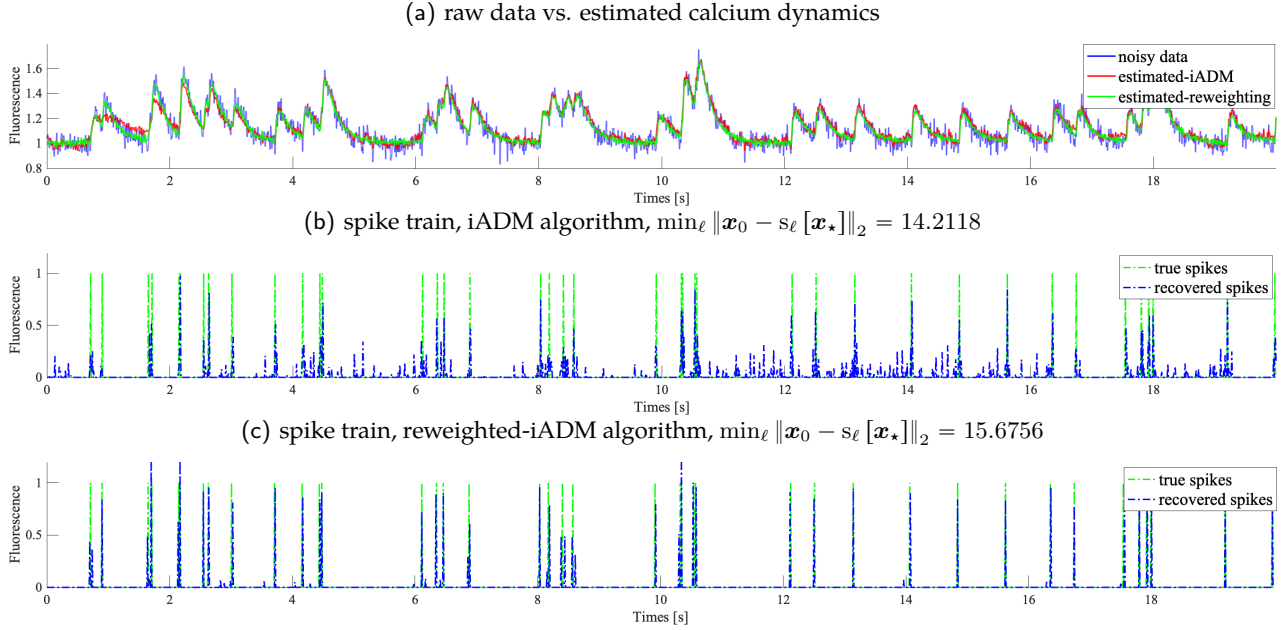 (a) raw data vs. estimated calcium dynamics
Fluorescence
1.6
1.4
1.2
1
0.8
noisy data
estimated-iADM
estimated-reweighting
0 2 4 6 8 10 12 14 16 18
Times [s]
(b) spike train, iADM algorithm, min_ℓ ‖x₀ − s_ℓ [x⋆]‖₂ = 14.2118
Fluorescence
1
0.5
0
true spikes
recovered spikes
0 2 4 6 8 10 12 14 16 18
Times [s]
(c) spike train, reweighted-iADM algorithm, min_ℓ ‖x₀ − s_ℓ [x⋆]‖₂ = 15.6756
Fluorescence
1
0.5
0
true spikes
recovered spikes
0 2 4 6 8 10 12 14 16 18
Times [s]